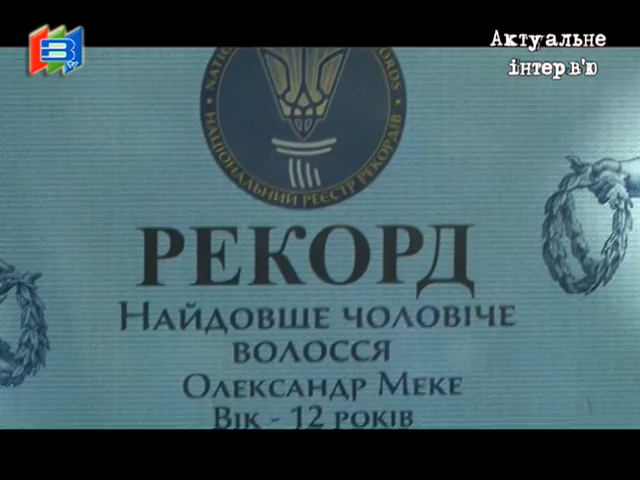 Актуальне
інтерв'ю
НАЦІОНАЛЬНИЙ РЕЄСТР РЕКОРДІВ
РЕКОРД
Найдовше чоловіче
волосся
Олександр Меке
Вік - 12 років